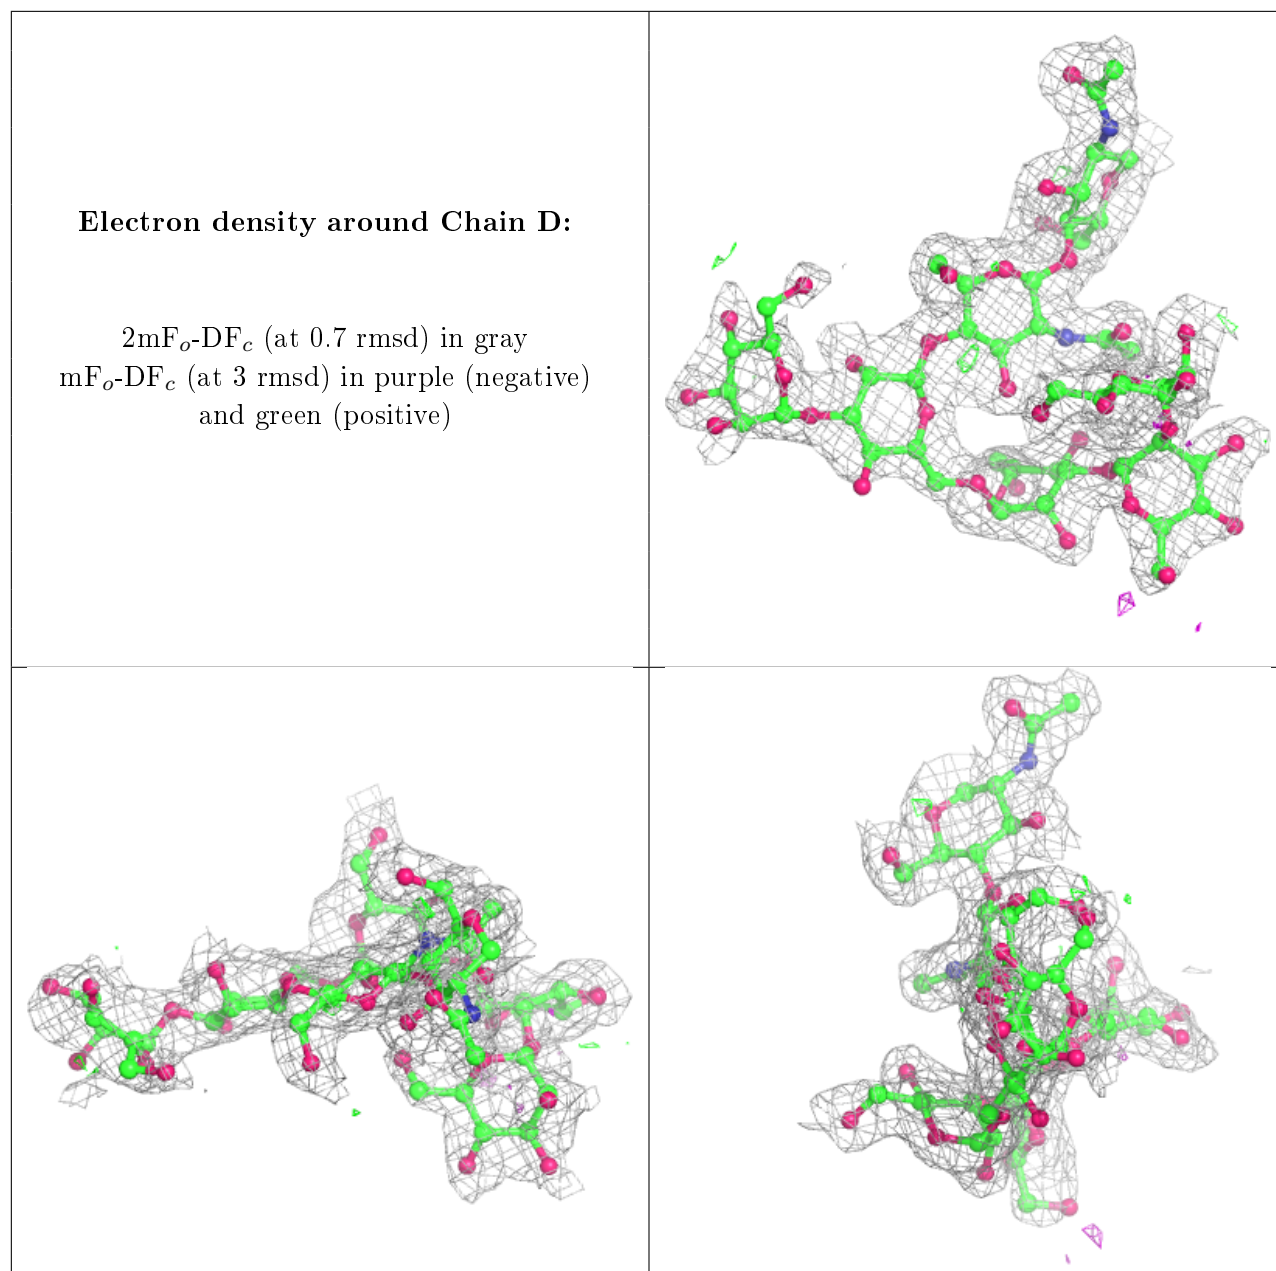 Electron density around Chain D:
2mFₒ-DF𝒸 (at 0.7 rmsd) in gray
mFₒ-DF𝒸 (at 3 rmsd) in purple (negative)
and green (positive)